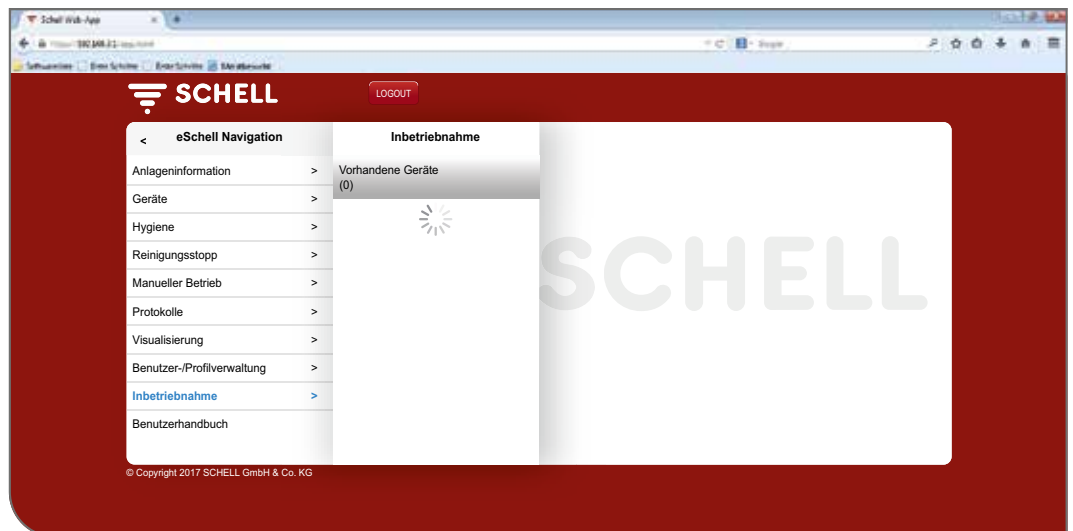 Schell Web-App
SCHELL
LOGOUT
< eSchell Navigation
Inbetriebnahme
Anlageninformation >
Geräte >
Hygiene >
Reinigungsstopp >
Manueller Betrieb >
Protokolle >
Visualisierung >
Benutzer-/Profilverwaltung >
Inbetriebnahme >
Benutzerhandbuch
Vorhandene Geräte
(0)
SCHELL
© Copyright 2017 SCHELL GmbH & Co. KG